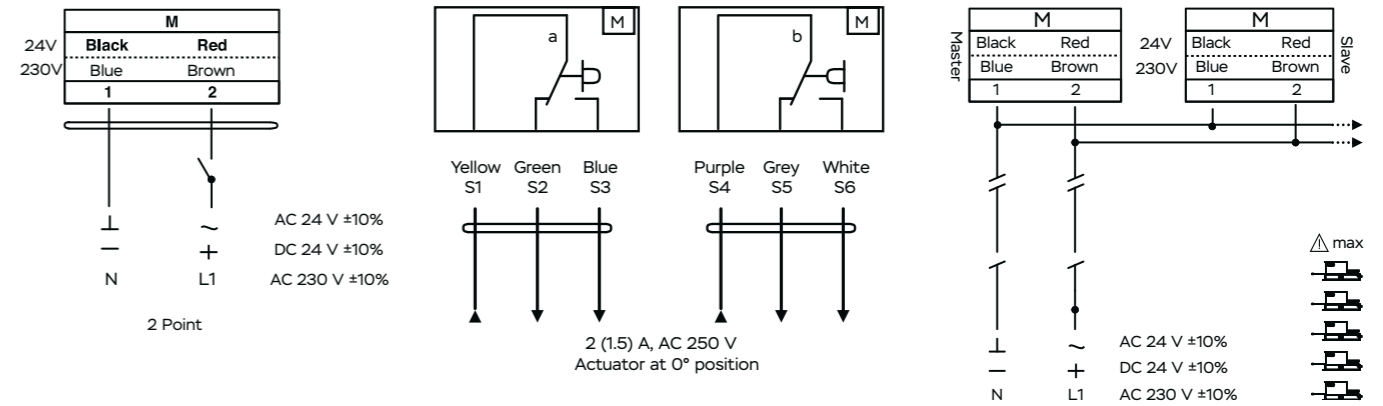 M
24V Black Red
230V Blue Brown
1 2
⊥ ~ AC 24 V ±10%
— + DC 24 V ±10%
N L1 AC 230 V ±10%
2 Point
M
a
M
b
Yellow Green Blue
S1 S2 S3
Purple Grey White
S4 S5 S6
2 (1.5) A, AC 250 V
Actuator at 0° position
Master
M
Black Red
Blue Brown
1 2
M
24V Black Red
230V Blue Brown
1 2
Slave
⚠ max
⊥ ~ AC 24 V ±10%
— + DC 24 V ±10%
N L1 AC 230 V ±10%